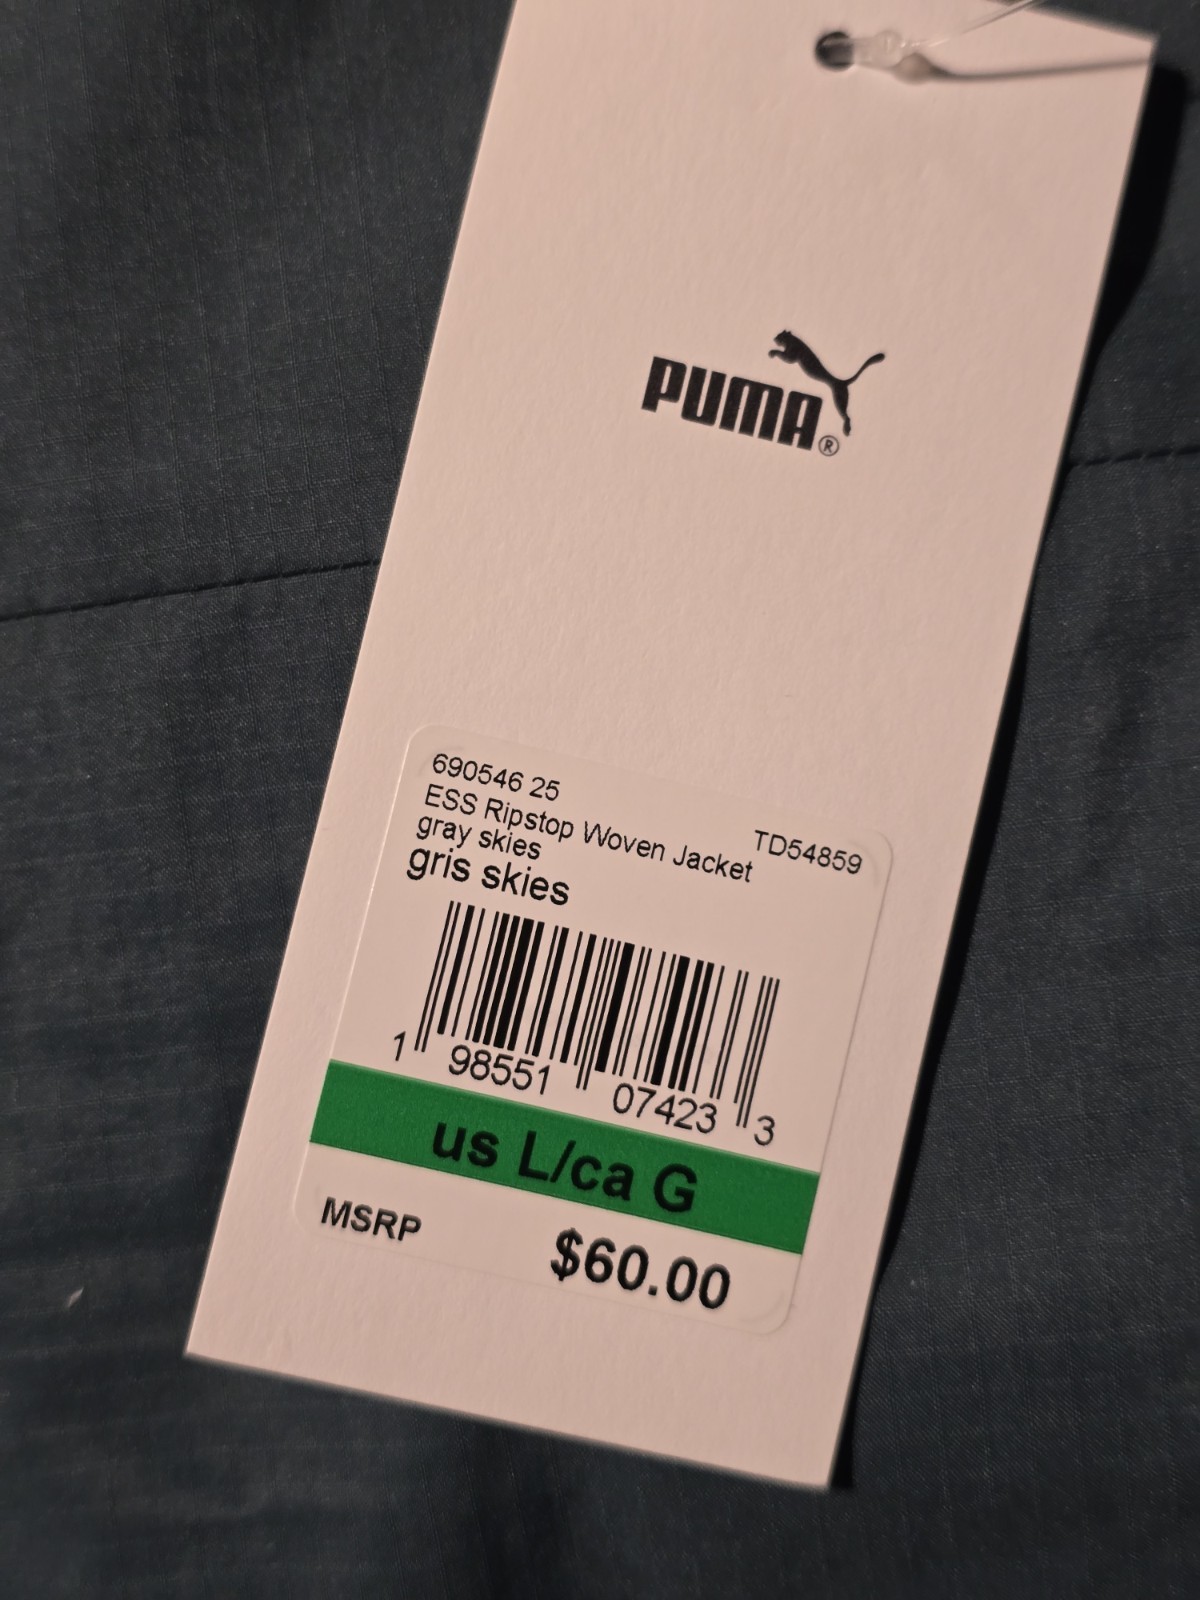 PUMA®
690546 25
TD54859
ESS Ripstop Woven Jacket
gray skies
gris skies
1 98551 07423 3
us L/ca G
MSRP $60.00